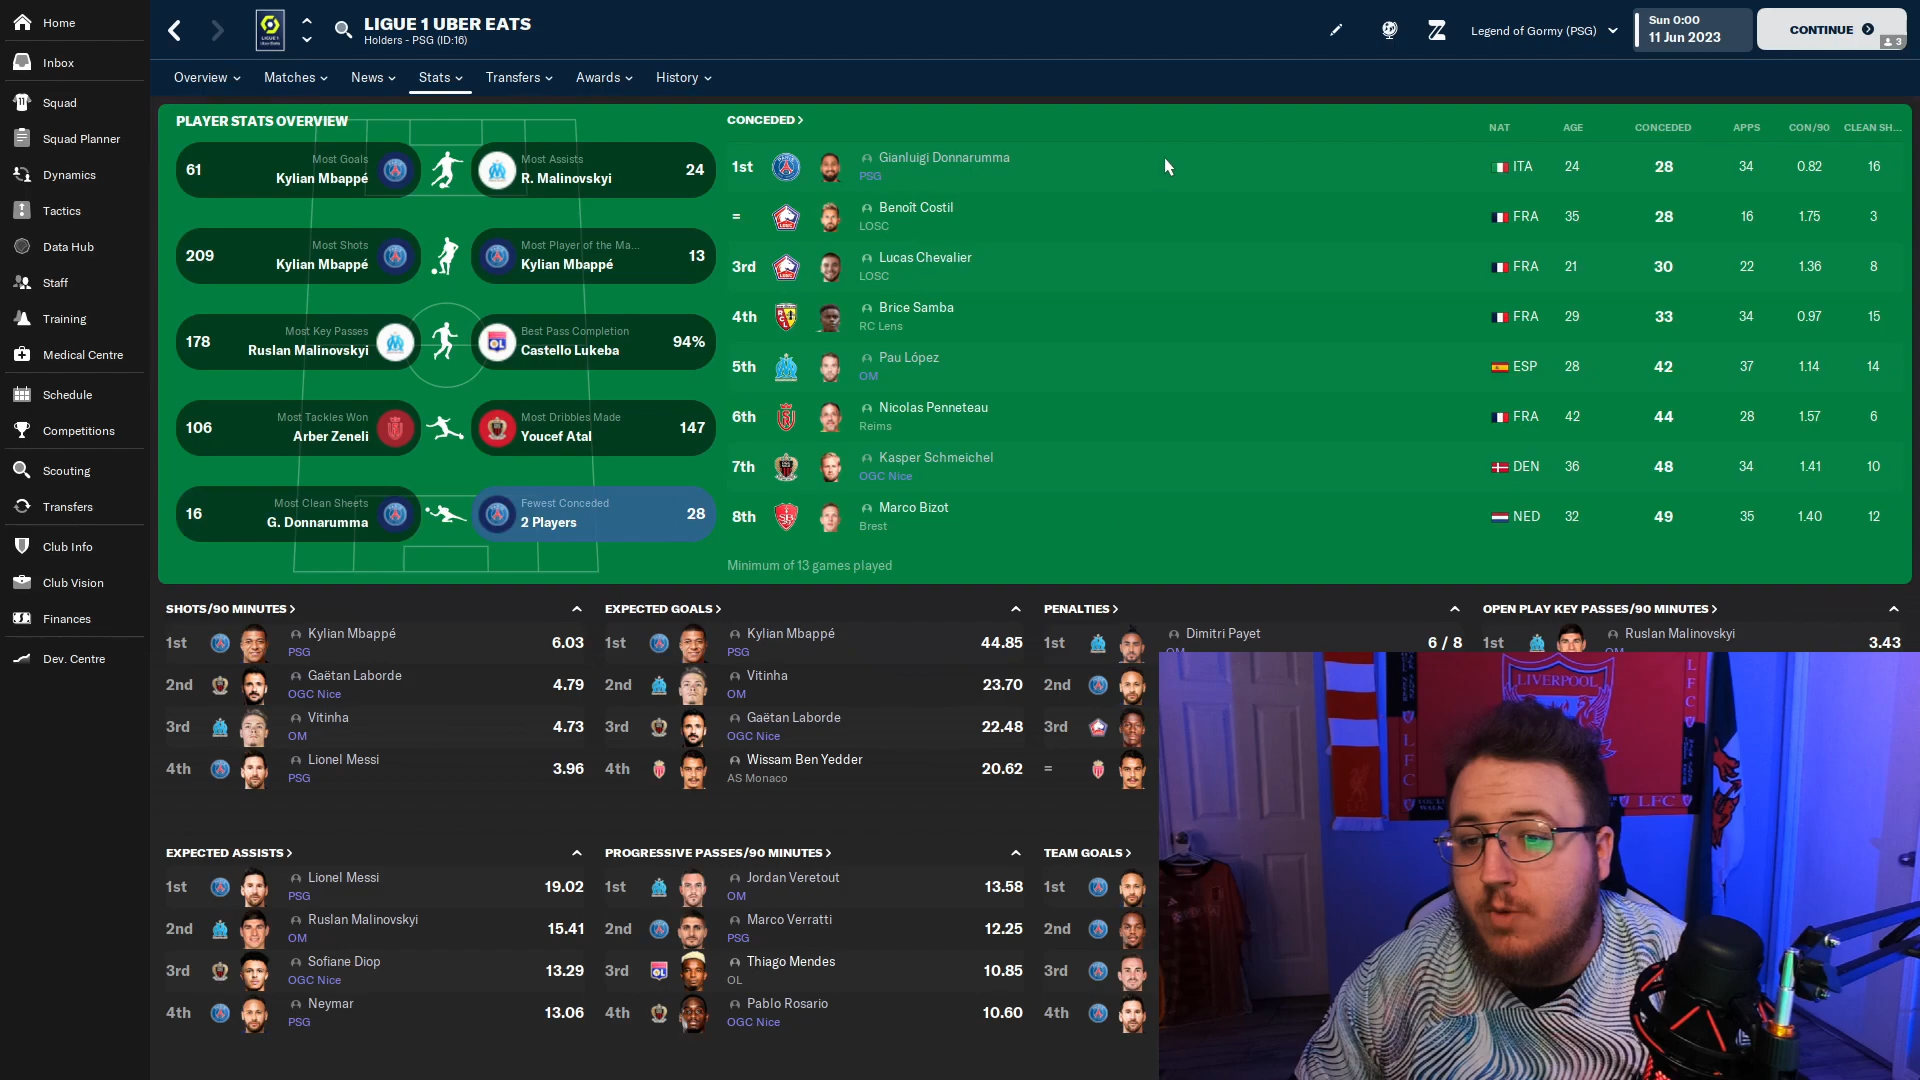 Home
Inbox
Squad
Squad Planner
Dynamics
Tactics
Data Hub
Staff
Training
Medical Centre
Schedule
Competitions
Scouting
Transfers
Club Info
Club Vision
Finances
Dev. Centre
LIGUE 1 UBER EATS
Holders - PSG (ID:16)
Legend of Gormy (PSG)
Sun 0:00
11 Jun 2023
CONTINUE
3
Overview Matches News Stats Transfers Awards History
PLAYER STATS OVERVIEW
61 Most Goals Kylian Mbappé
Most Assists R. Malinovskyi 24
209 Most Shots Kylian Mbappé
Most Player of the Ma... Kylian Mbappé 13
178 Most Key Passes Ruslan Malinovskyi
Best Pass Completion Castello Lukeba 94%
106 Most Tackles Won Arber Zeneli
Most Dribbles Made Youcef Atal 147
16 Most Clean Sheets G. Donnarumma
Fewest Conceded 2 Players 28
CONCEDED >
NAT AGE CONCEDED APPS CON/90 CLEAN SH...
1st Gianluigi Donnarumma PSG ITA 24 28 34 0.82 16
= Benoît Costil LOSC FRA 35 28 16 1.75 3
3rd Lucas Chevalier LOSC FRA 21 30 22 1.36 8
4th Brice Samba RC Lens FRA 29 33 34 0.97 15
5th Pau López OM ESP 28 42 37 1.14 14
6th Nicolas Penneteau Reims FRA 42 44 28 1.57 6
7th Kasper Schmeichel OGC Nice DEN 36 48 34 1.41 10
8th Marco Bizot Brest NED 32 49 35 1.40 12
Minimum of 13 games played
SHOTS/90 MINUTES >
1st Kylian Mbappé PSG 6.03
2nd Gaëtan Laborde OGC Nice 4.79
3rd Vitinha OM 4.73
4th Lionel Messi PSG 3.96
EXPECTED GOALS >
1st Kylian Mbappé PSG 44.85
2nd Vitinha OM 23.70
3rd Gaëtan Laborde OGC Nice 22.48
4th Wissam Ben Yedder AS Monaco 20.62
PENALTIES >
1st Dimitri Payet OM 6 / 8
2nd
3rd
=
OPEN PLAY KEY PASSES/90 MINUTES >
1st Ruslan Malinovskyi OM 3.43
EXPECTED ASSISTS >
1st Lionel Messi PSG 19.02
2nd Ruslan Malinovskyi OM 15.41
3rd Sofiane Diop OGC Nice 13.29
4th Neymar PSG 13.06
PROGRESSIVE PASSES/90 MINUTES >
1st Jordan Veretout OM 13.58
2nd Marco Verratti PSG 12.25
3rd Thiago Mendes OL 10.85
4th Pablo Rosario OGC Nice 10.60
TEAM GOALS >
1st
2nd
3rd
4th
LIVERPOOL
LFC